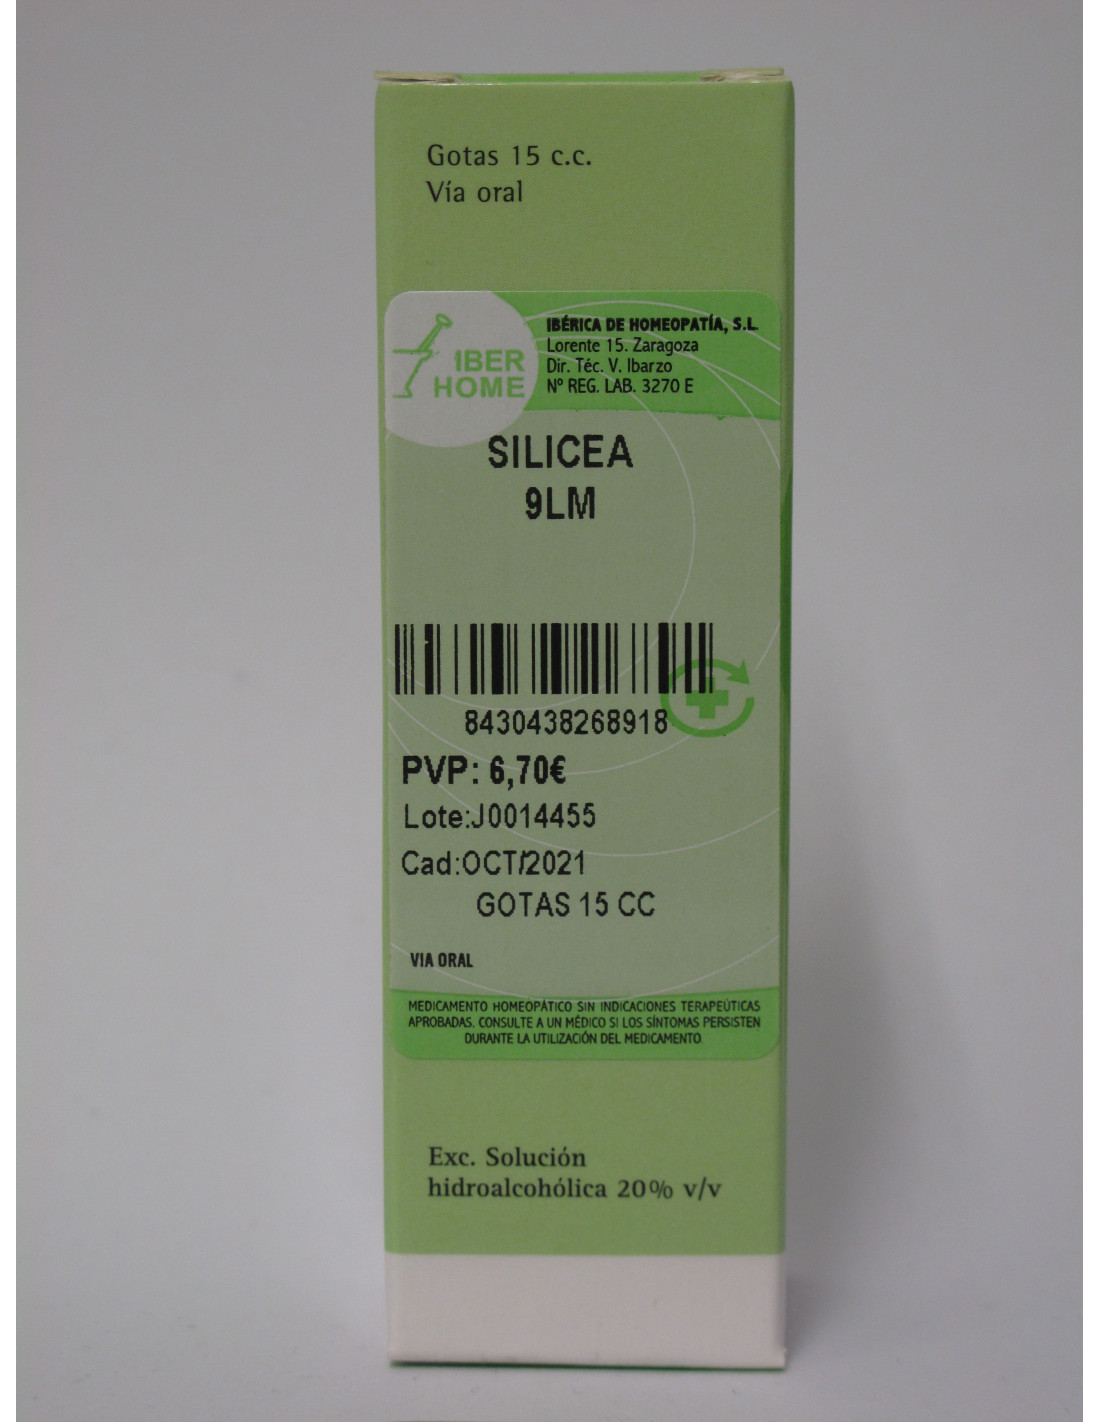 Gotas 15 c.c.
Vía oral
IBER
HOME
IBÉRICA DE HOMEOPATÍA, S.L.
Lorente 15. Zaragoza
Dir. Téc. V. Ibarzo
Nº REG. LAB. 3270 E
SILICEA
9LM
8430438268918
PVP: 6,70€
Lote:J0014455
Cad:OCT/2021
GOTAS 15 CC
VIA ORAL
MEDICAMENTO HOMEOPÁTICO SIN INDICACIONES TERAPEÚTICAS
APROBADAS. CONSULTE A UN MÉDICO SI LOS SÍNTOMAS PERSISTEN
DURANTE LA UTILIZACIÓN DEL MEDICAMENTO
Exc. Solución
hidroalcohólica 20% v/v